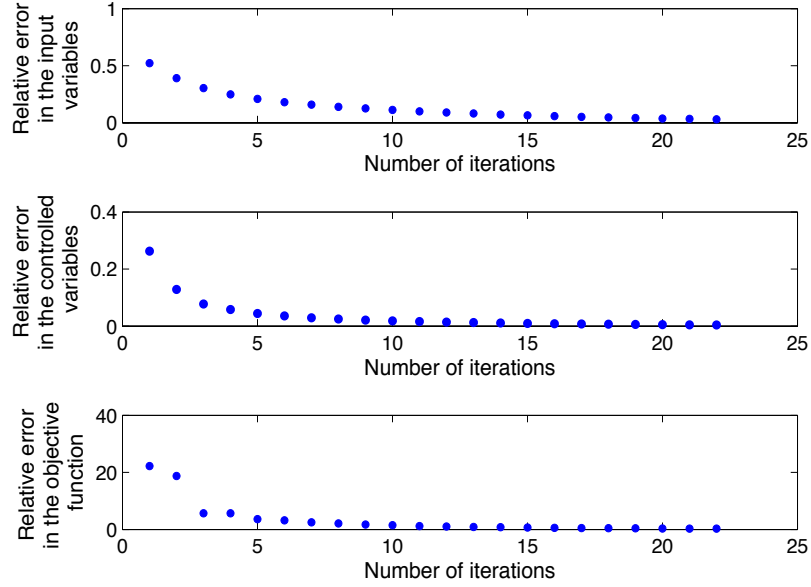 Relative error
in the input
variables
1
0.5
0
0
5
10
15
20
25
Number of iterations
Relative error
in the controlled
variables
0.4
0.2
0
0
5
10
15
20
25
Number of iterations
Relative error
in the objective
function
40
20
0
0
5
10
15
20
25
Number of iterations